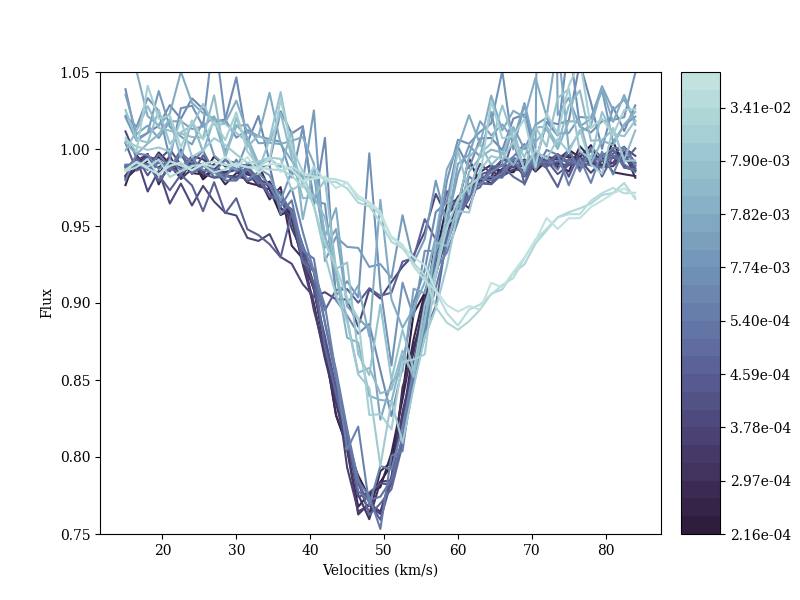 1.05
1.00
0.95
0.90
0.85
0.80
0.75
Flux
20 30 40 50 60 70 80
Velocities (km/s)
3.41e-02
7.90e-03
7.82e-03
7.74e-03
5.40e-04
4.59e-04
3.78e-04
2.97e-04
2.16e-04